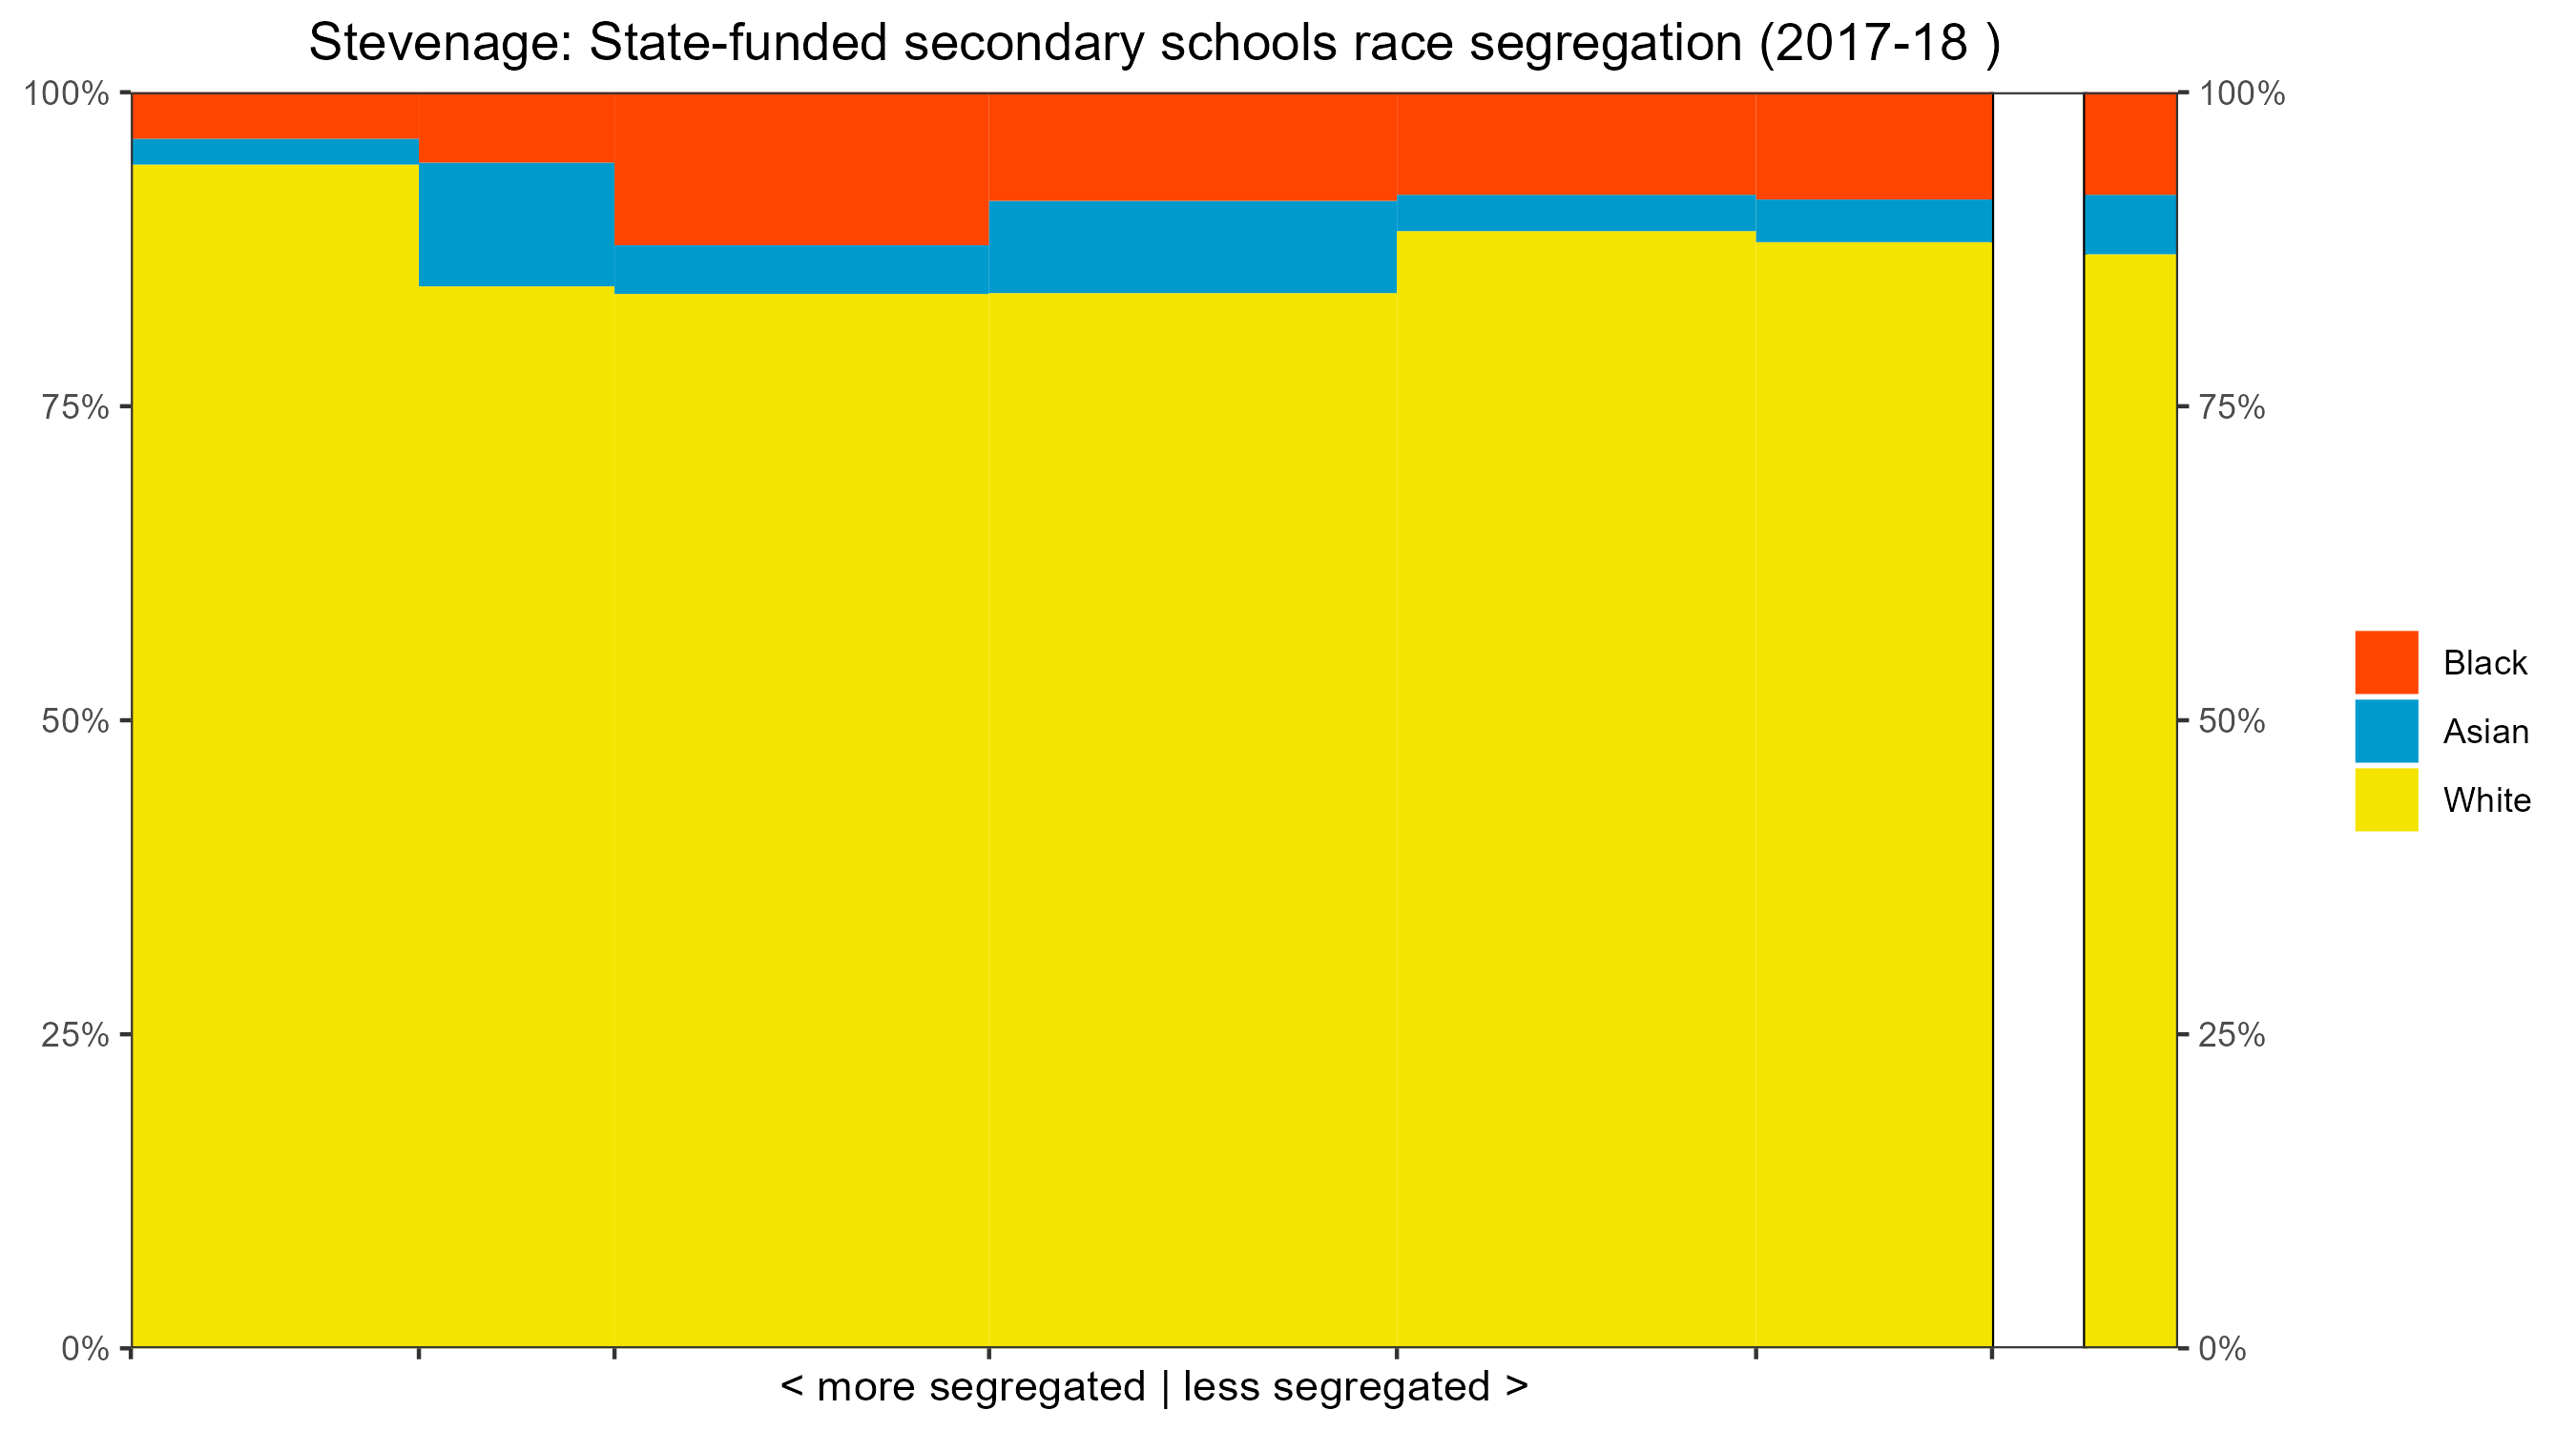 Stevenage: State-funded secondary schools race segregation (2017-18 )
100%
75%
50%
25%
0%
100%
75%
50%
25%
0%
< more segregated | less segregated >
Black
Asian
White